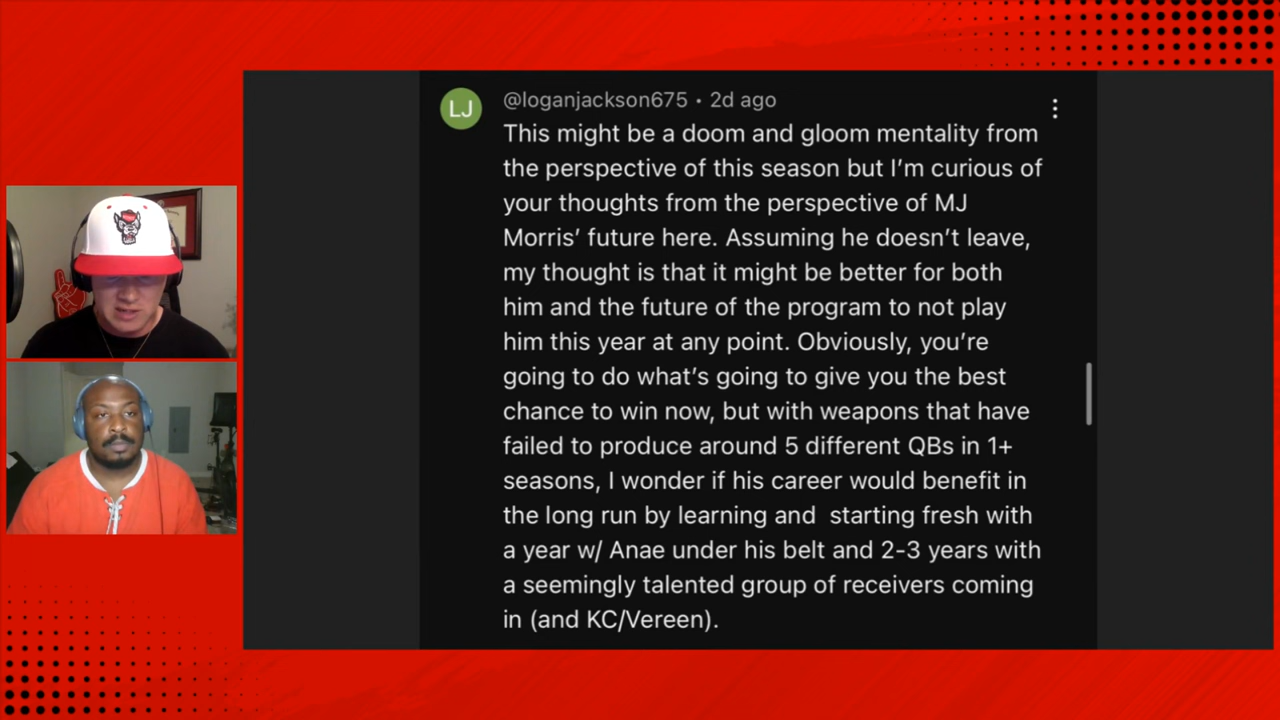 LJ
@loganjackson675 • 2d ago
This might be a doom and gloom mentality from
the perspective of this season but I'm curious of
your thoughts from the perspective of MJ
Morris' future here. Assuming he doesn't leave,
my thought is that it might be better for both
him and the future of the program to not play
him this year at any point. Obviously, you're
going to do what's going to give you the best
chance to win now, but with weapons that have
failed to produce around 5 different QBs in 1+
seasons, I wonder if his career would benefit in
the long run by learning and  starting fresh with
a year w/ Anae under his belt and 2-3 years with
a seemingly talented group of receivers coming
in (and KC/Vereen).